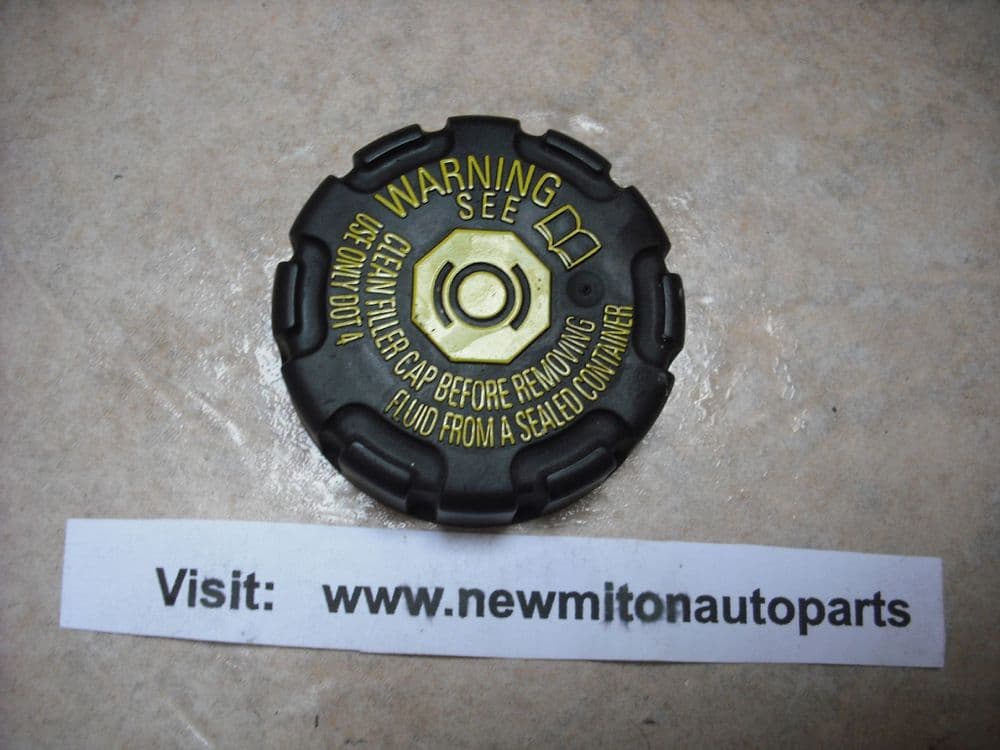 WARNING
SEE
CLEAN FILLER CAP BEFORE REMOVING
USE ONLY DOT 4 FLUID FROM A SEALED CONTAINER
Visit: www.newmitonautoparts